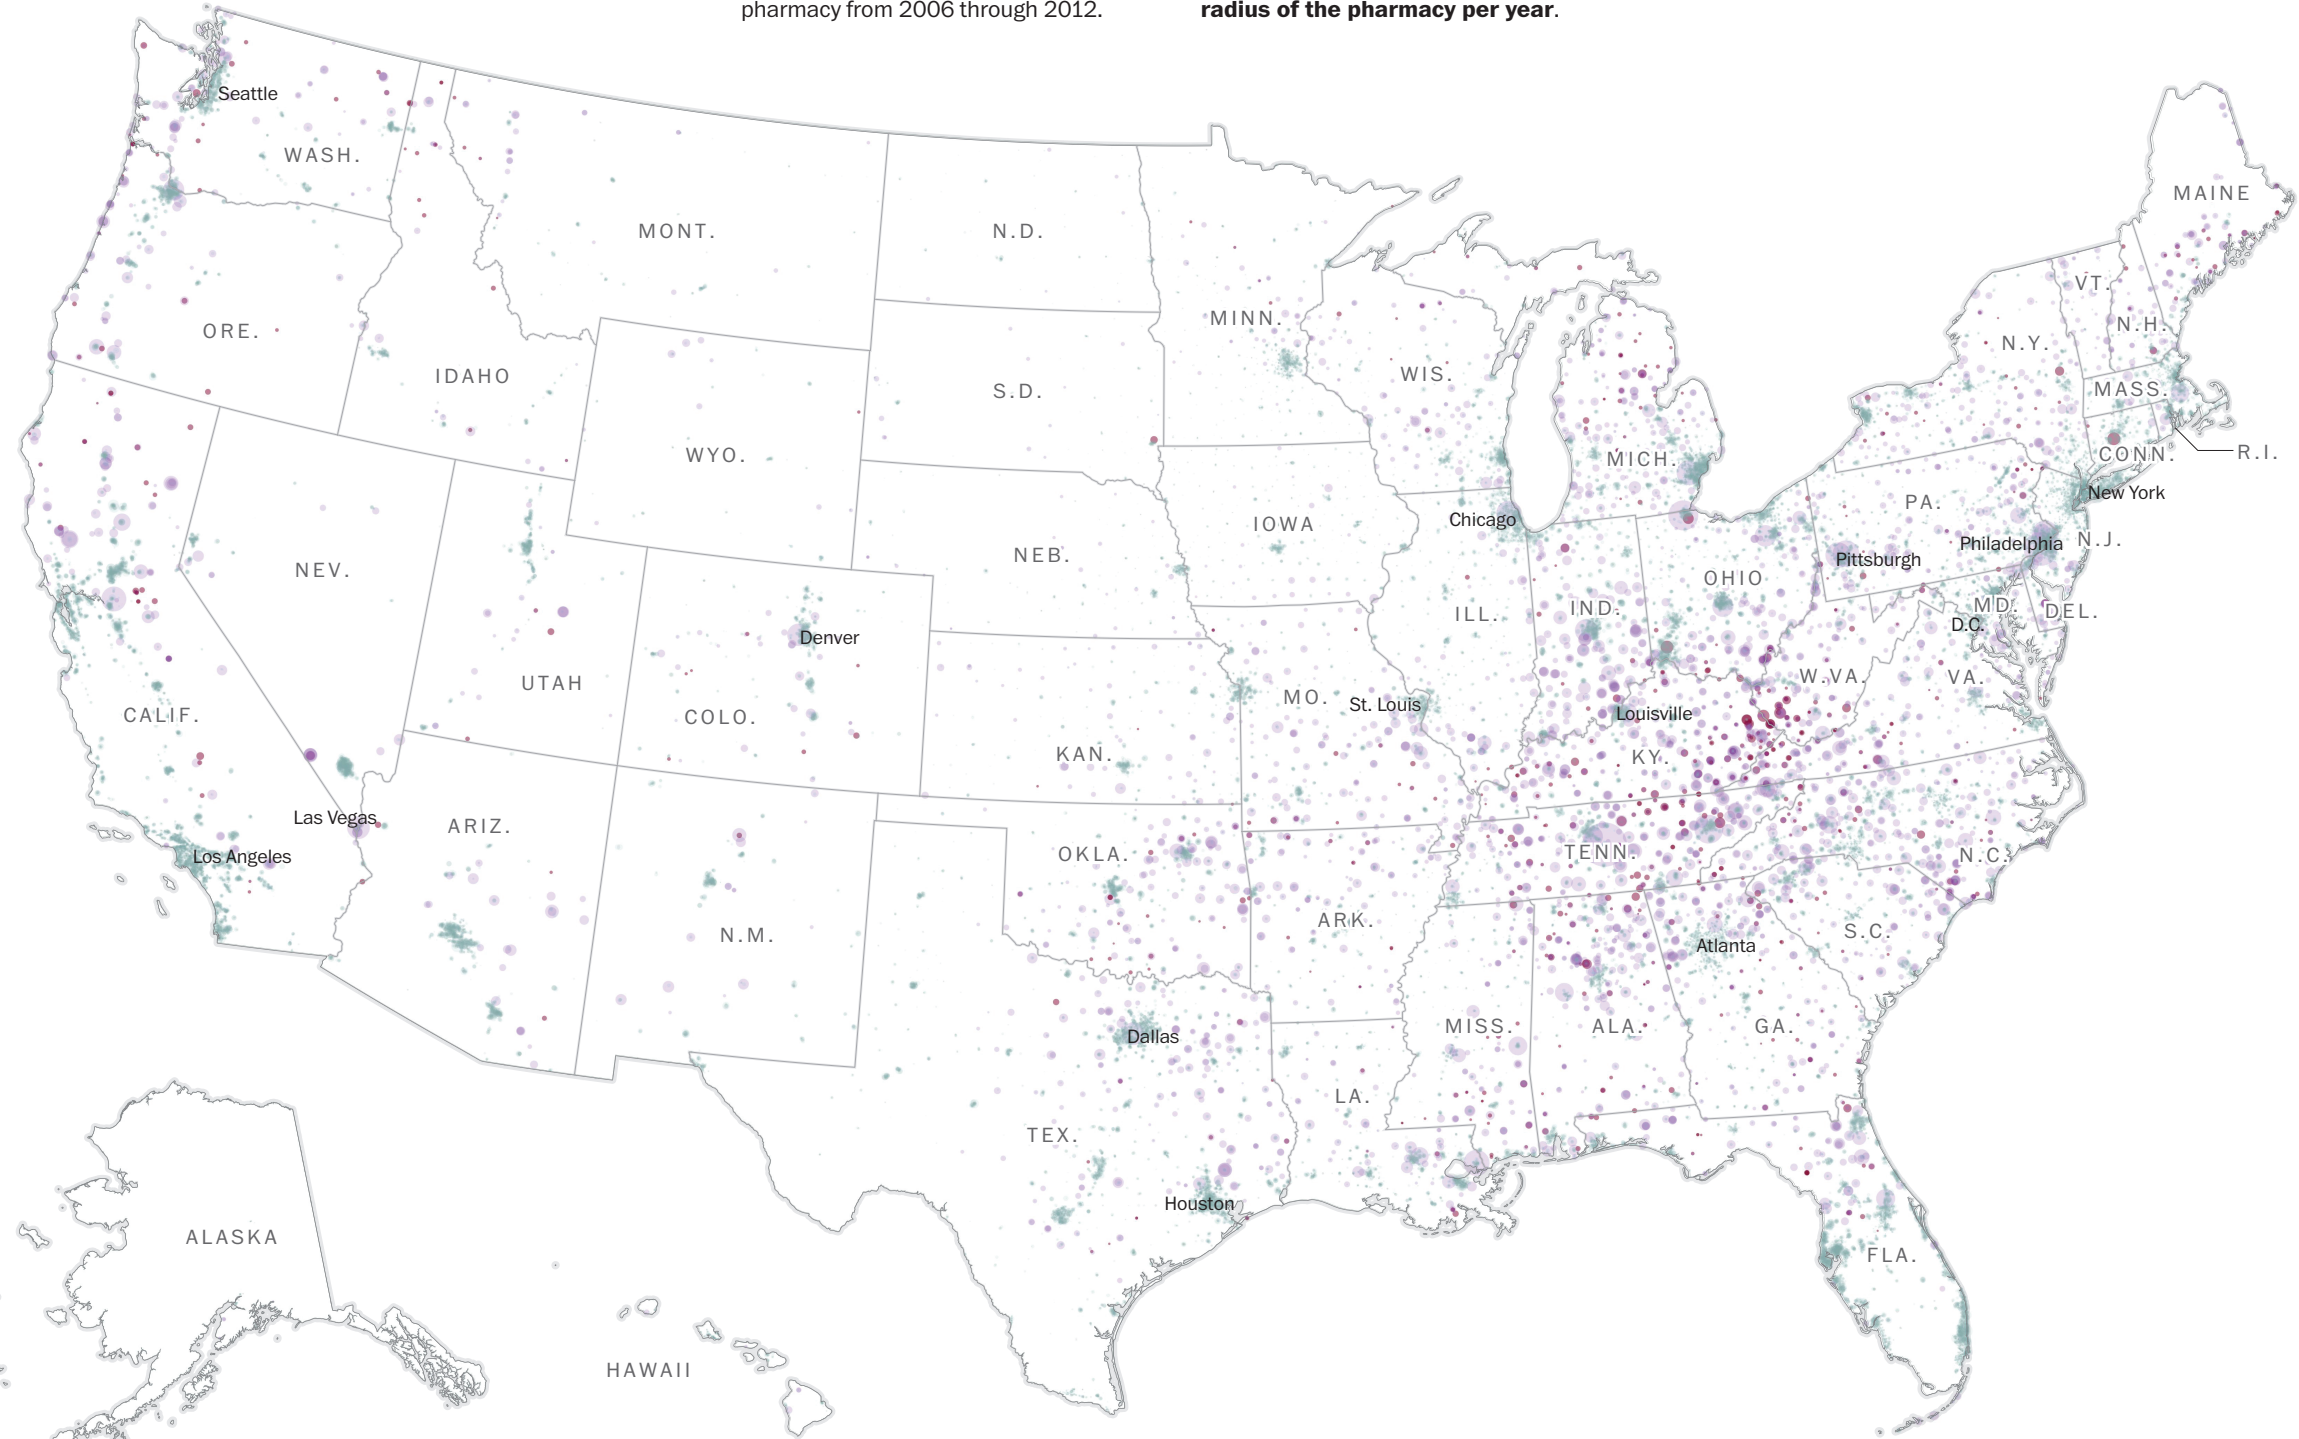 pharmacy from 2006 through 2012.
radius of the pharmacy per year.
Seattle
WASH.
MONT.
N.D.
MINN.
MAINE
VT.
N.H.
N.Y.
ORE.
IDAHO
S.D.
WIS.
MASS.
WYO.
MICH.
CONN.
R.I.
New York
PA.
Chicago
IOWA
NEB.
NEV.
Philadelphia
N.J.
Pittsburgh
OHIO
IND.
ILL.
MD.
DEL.
D.C.
Denver
UTAH
COLO.
CALIF.
MO.
St. Louis
Louisville
W.VA.
VA.
KAN.
KY.
Las Vegas
ARIZ.
Los Angeles
OKLA.
TENN.
N.C.
N.M.
ARK.
Atlanta
S.C.
Dallas
MISS.
ALA.
GA.
LA.
TEX.
Houston
ALASKA
FLA.
HAWAII